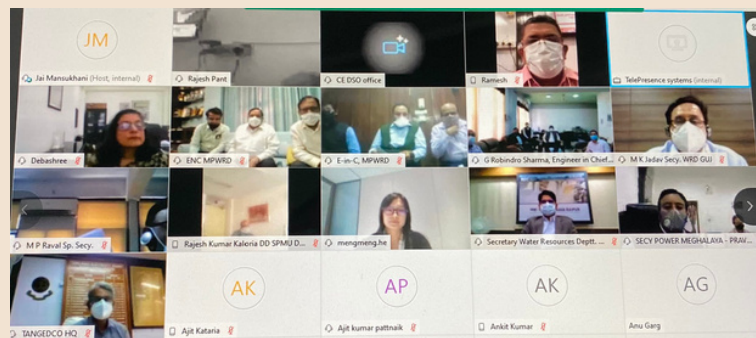 JM
Jai Mansukhani (Host, internal)
Rajesh Pant
CE DSO office
Ramesh
TelePresence systems (internal)
Debashree
ENC MPWRD
E-in-C, MPWRD
G Robindro Sharma, Engineer in Chief...
M K Jadav Secy. WRD GUJ
M P Raval Sp. Secy.
Rajesh Kumar Kaloria DD SPMU D...
mengmeng.he
Secretary Water Resources Deptt. ...
SECY POWER MEGHALAYA - PRAV...
TANGEDCO HQ
AK
Ajit Kataria
AP
Ajit kumar pattnaik
AK
Ankit Kumar
AG
Anu Garg